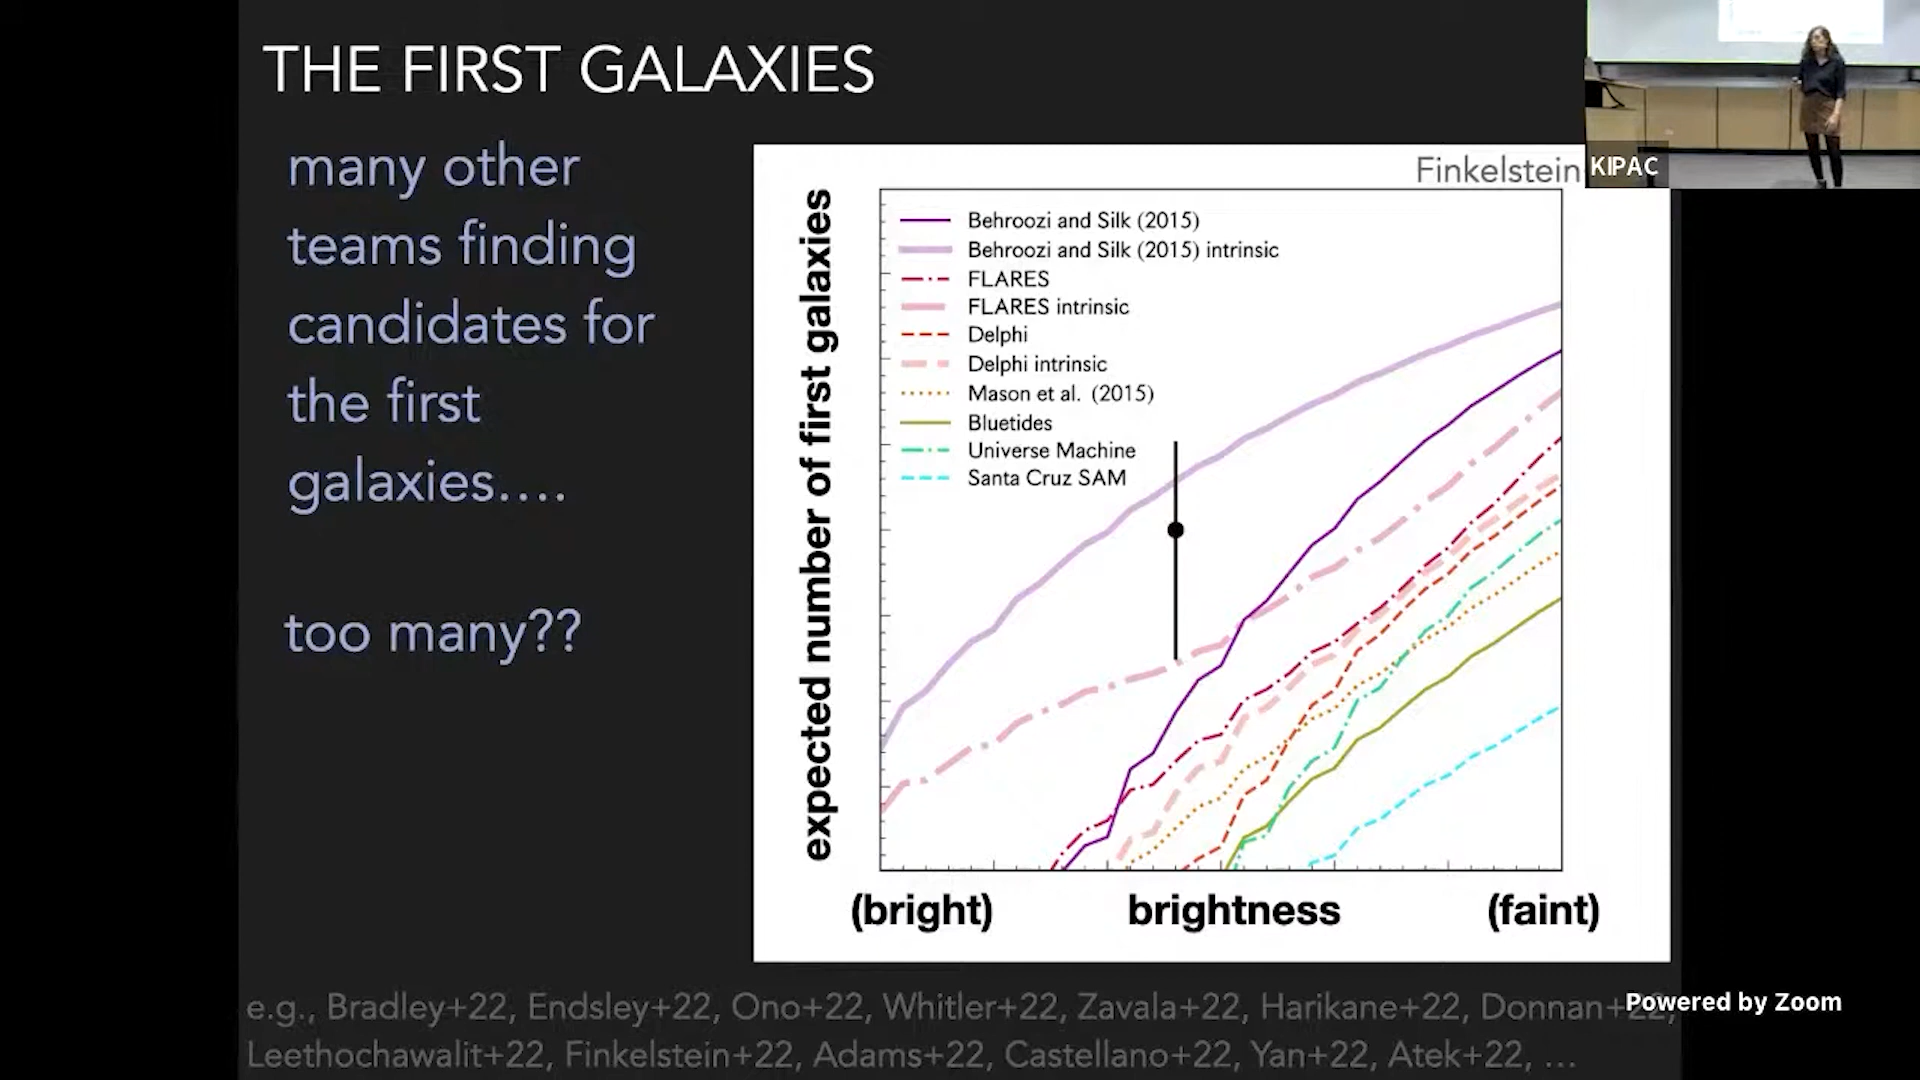 THE FIRST GALAXIES
many other
teams finding
candidates for
the first
galaxies....
too many??
Finkelstein
KIPAC
expected number of first galaxies
Behroozi and Silk (2015)
Behroozi and Silk (2015) intrinsic
FLARES
FLARES intrinsic
Delphi
Delphi intrinsic
Mason et al. (2015)
Bluetides
Universe Machine
Santa Cruz SAM
(bright) brightness (faint)
e.g., Bradley+22, Endsley+22, Ono+22, Whitler+22, Zavala+22, Harikane+22, Donnan+22,
Powered by Zoom
Leethochawalit+22, Finkelstein+22, Adams+22, Castellano+22, Yan+22, Atek+22, ...